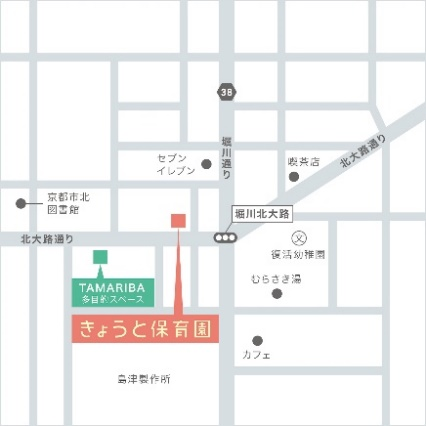 38
堀川通り
セブン
イレブン
喫茶店
北大路通り
京都市北
図書館
堀川北大路
北大路通り
復活幼稚園
TAMARIBA
多目的スペース
むらさき湯
きょうと保育園
カフェ
島津製作所